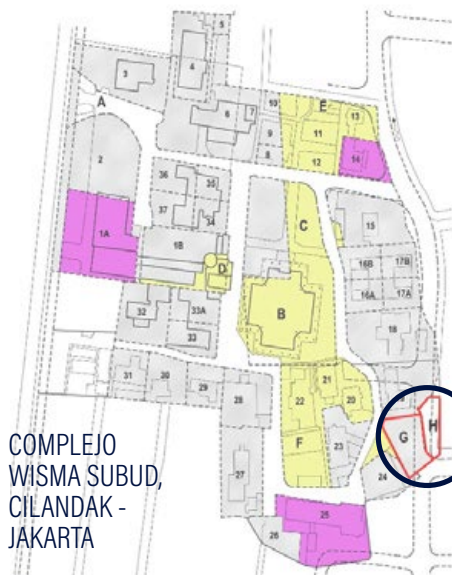 5
3
4
A
6
7
10
E
13
9
11
8
12
14
2
36
35
37
34
C
15
1A
1B
D
16B
17B
16A
17A
B
32
33A
33
18
31
30
29
28
22
21
20
F
23
G
H
27
24
25
26
COMPLEJO
WISMA SUBUD,
CILANDAK -
JAKARTA